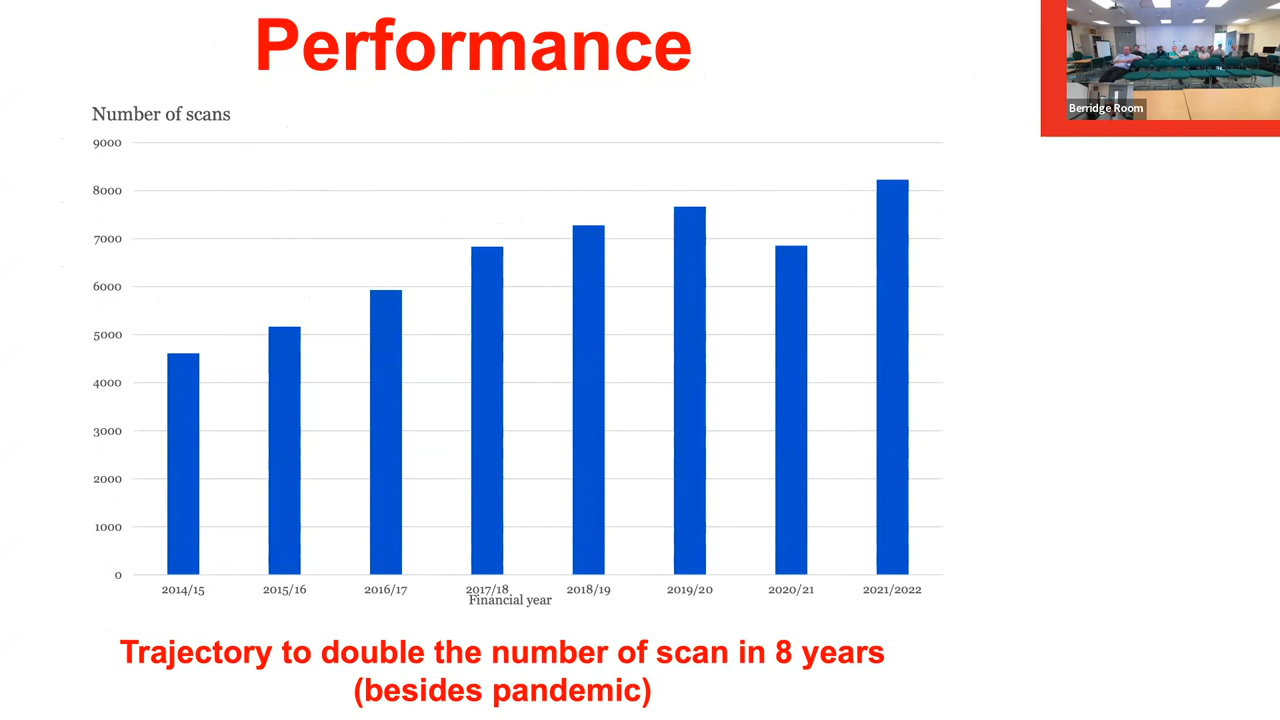 Performance
Berridge Room
Number of scans
9000
8000
7000
6000
5000
4000
3000
2000
1000
0
2014/15 2015/16 2016/17 2017/18 2018/19 2019/20 2020/21 2021/2022
Financial year
Trajectory to double the number of scan in 8 years
(besides pandemic)